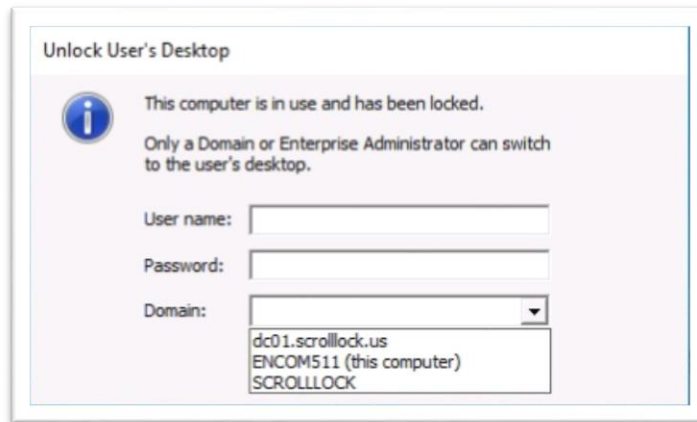 Unlock User's Desktop
This computer is in use and has been locked.
Only a Domain or Enterprise Administrator can switch
to the user's desktop.
User name:
Password:
Domain:
dc01.scrolllock.us
ENCOM511 (this computer)
SCROLLLOCK